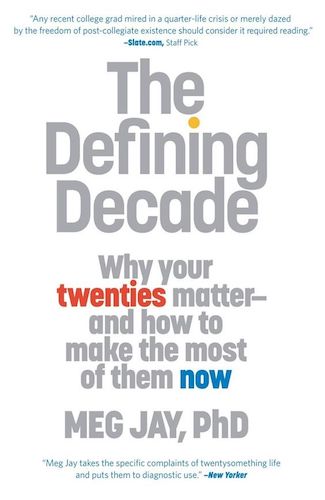 “Any recent college grad mired in a quarter-life crisis or merely dazed
by the freedom of post-collegiate existence should consider it required reading.”
–Slate.com, Staff Pick
The
Defining
Decade
Why your
twenties matter–
and how to
make the most
of them now
MEG JAY, PhD
“Meg Jay takes the specific complaints of twentysomething life
and puts them to diagnostic use.” –New Yorker